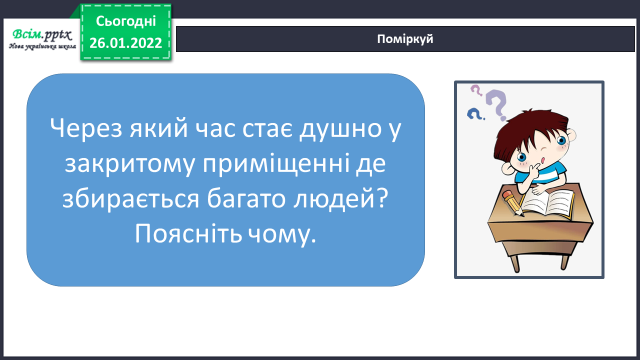 Всім.pptx
Нова українська школа
Сьогодні
26.01.2022
Поміркуй
Через який час стає душно у
закритому приміщенні де
збирається багато людей?
Поясніть чому.